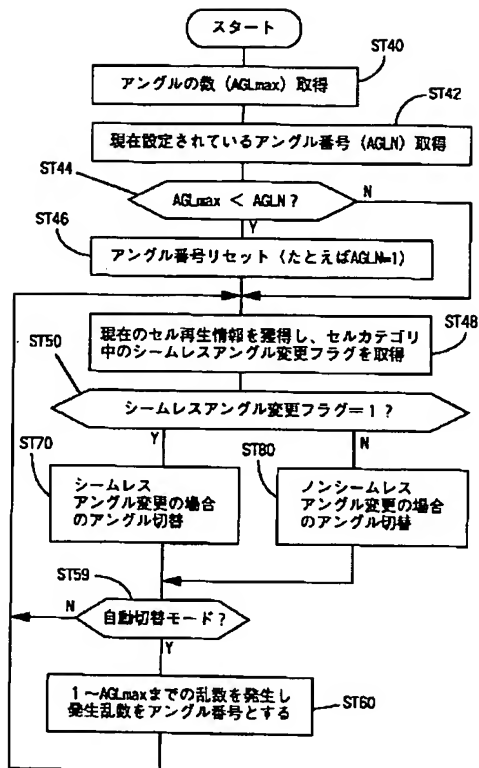 スタート
ST40
アングルの数（AGLmax）取得
ST42
現在設定されているアングル番号（AGLN）取得
ST44
AGLmax ＜ AGLN？
N
Y
ST46
アングル番号リセット（たとえばAGLN=1）
ST48
現在のセル再生情報を獲得し、セルカテゴリ
中のシームレスアングル変更フラグを取得
ST50
シームレスアングル変更フラグ＝1？
Y
N
ST70
シームレス
アングル変更の場合
のアングル切替
ST80
ノンシームレス
アングル変更の場合
のアングル切替
ST59
N
自動切替モード？
Y
1～AGLmaxまでの乱数を発生し
発生乱数をアングル番号とする
ST60